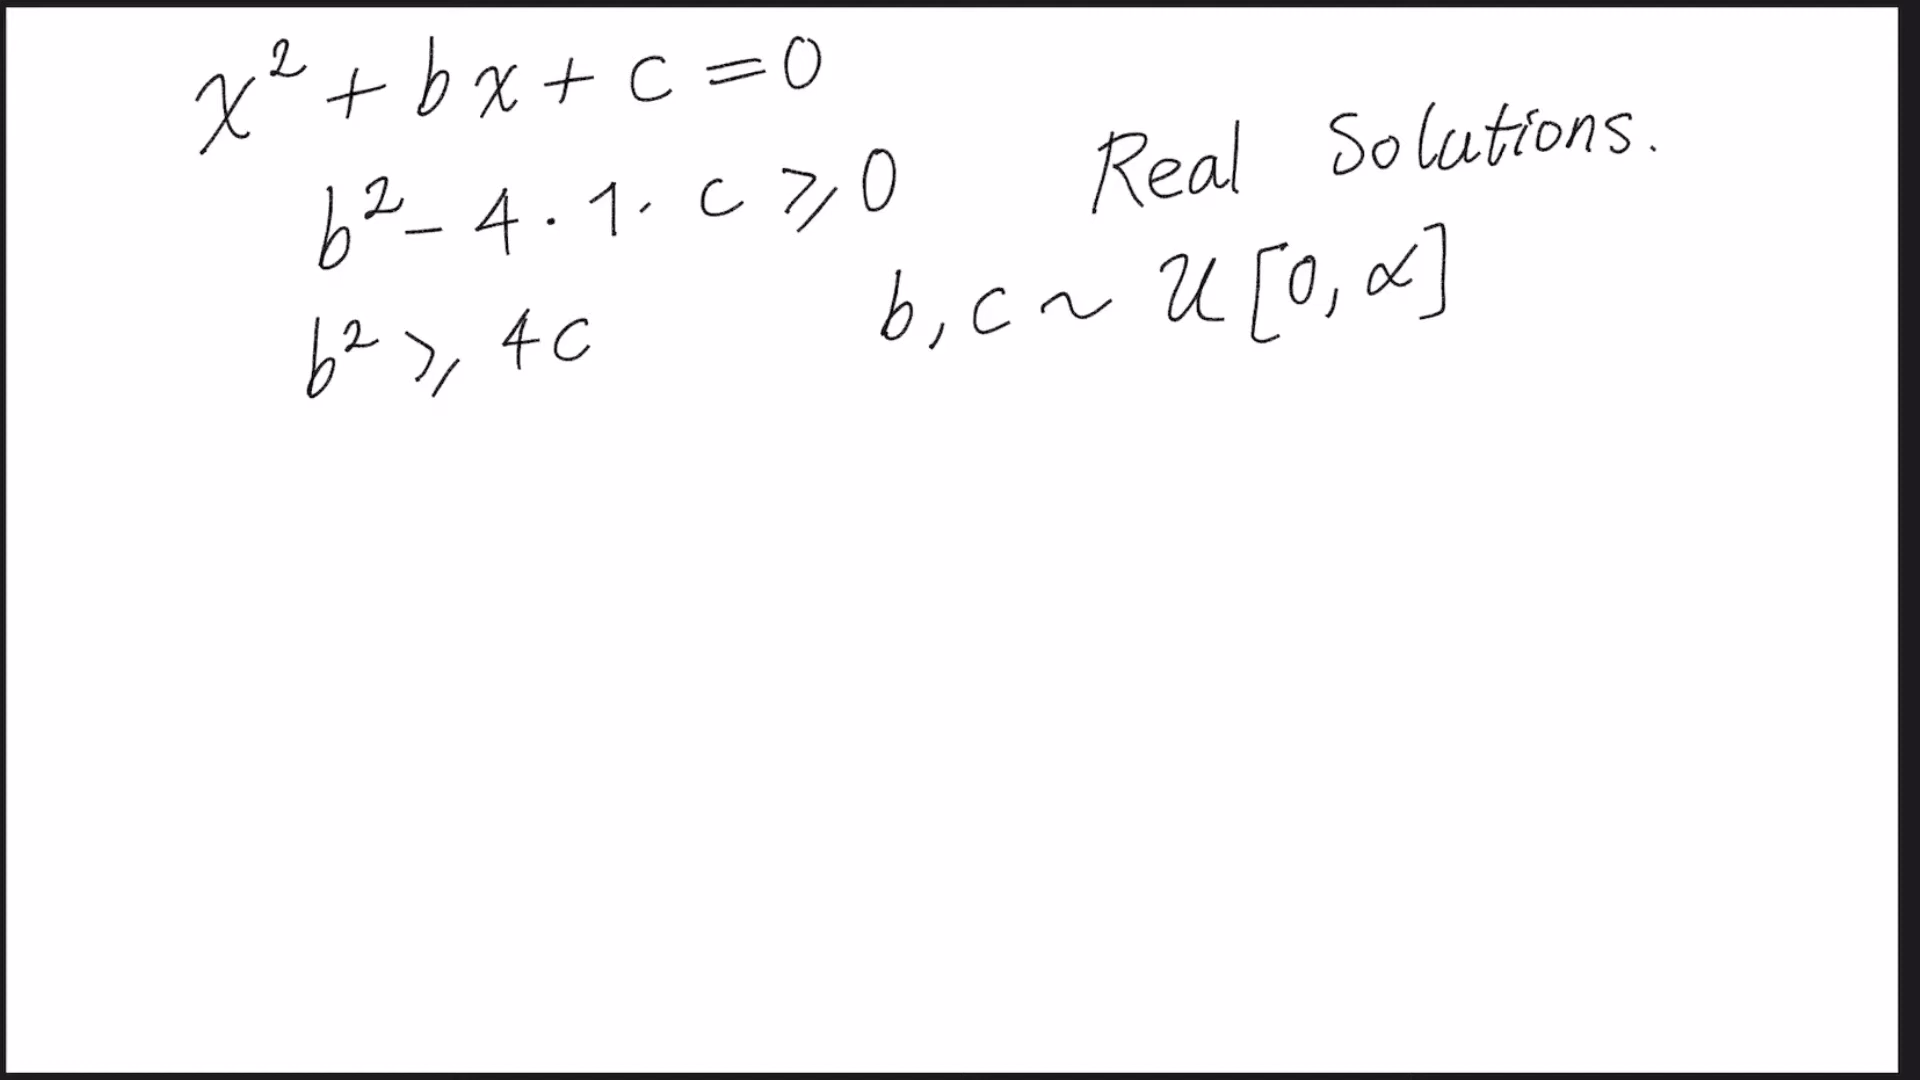 x² + bx + c = 0
Real Solutions.
b² - 4 · 1 · c ⩾ 0
b, c ~ U [0, α]
b² ⩾ 4c